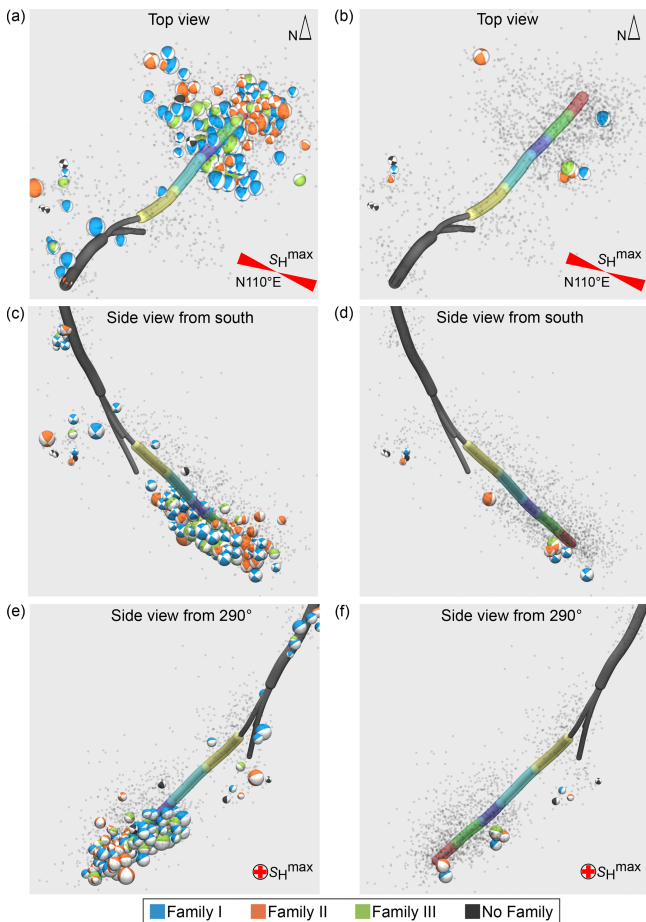 (a) Top view N
SHmax
N110°E
(b) Top view N
SHmax
N110°E
(c) Side view from south
(d) Side view from south
(e) Side view from 290°
SHmax
(f) Side view from 290°
SHmax
Family I Family II Family III No Family